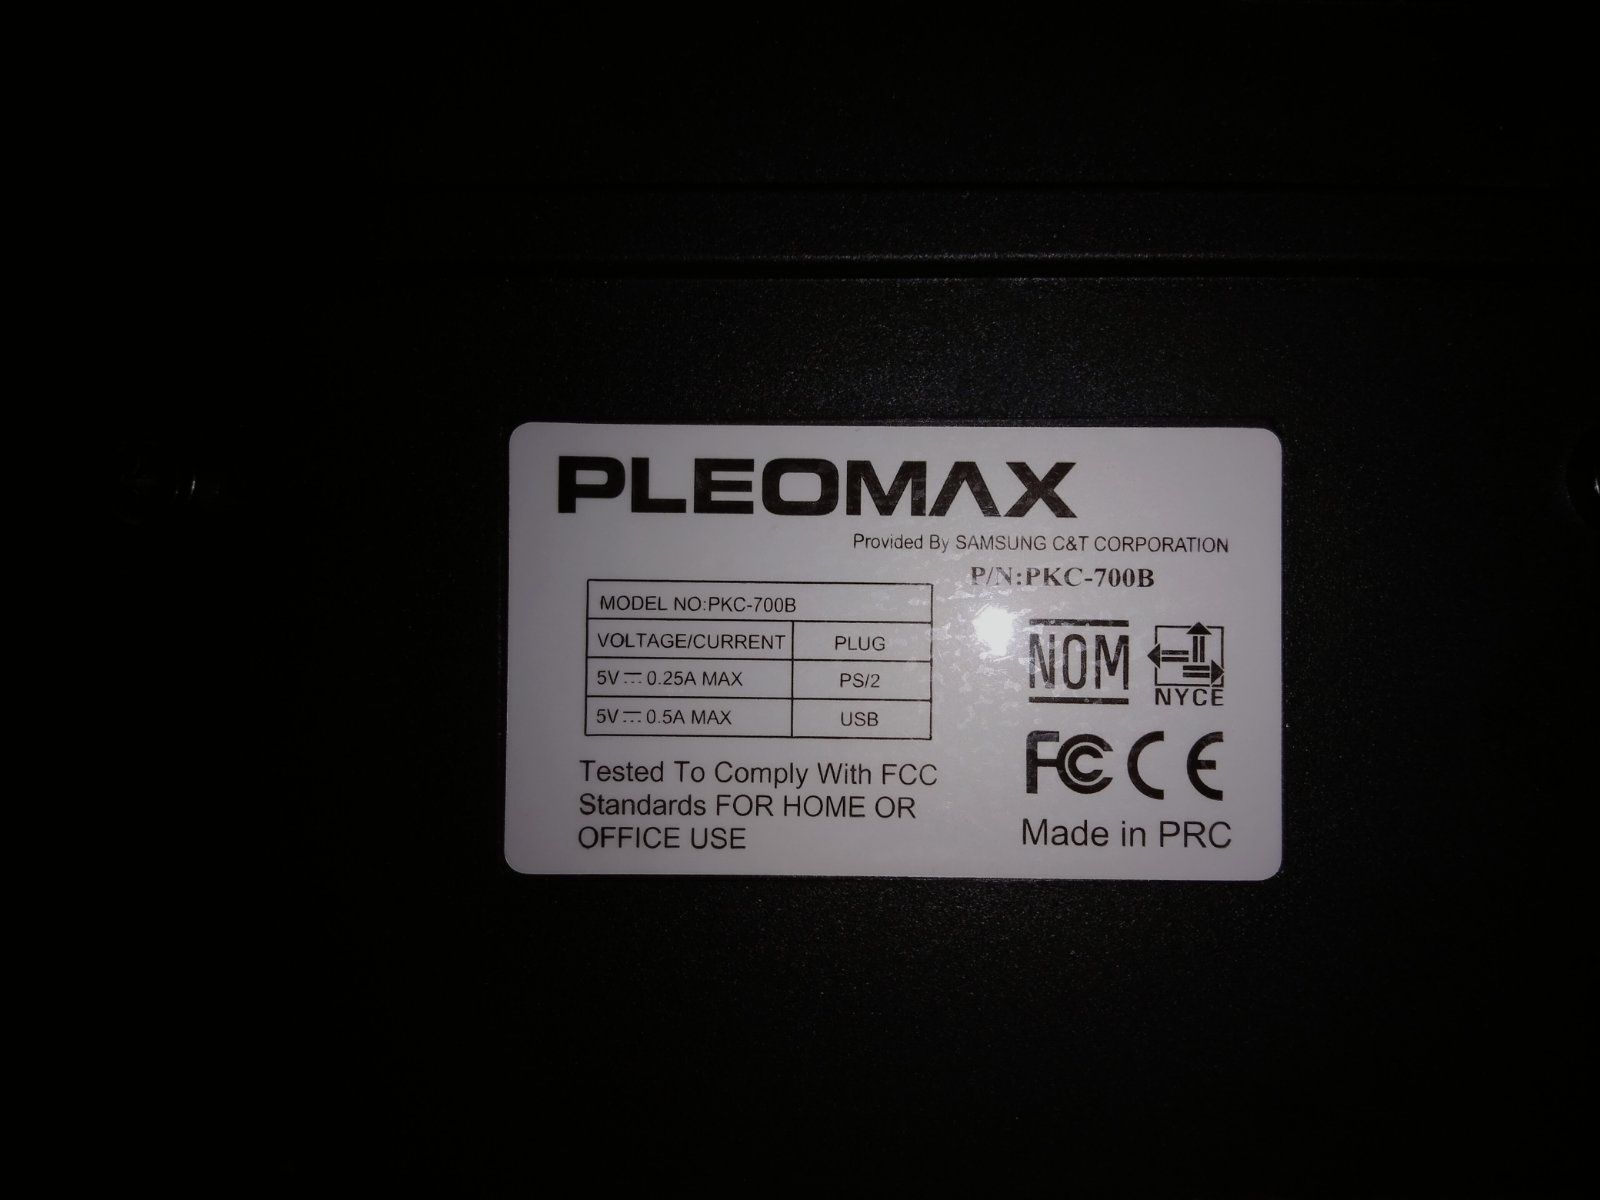 PLEOMAX
Provided By SAMSUNG C&T CORPORATION
P/N:PKC-700B
MODEL NO:PKC-700B
VOLTAGE/CURRENT PLUG
5V⎓0.25A MAX PS/2
5V⎓0.5A MAX USB
NOM
NYCE
Tested To Comply With FCC
Standards FOR HOME OR
OFFICE USE
FC CE
Made in PRC